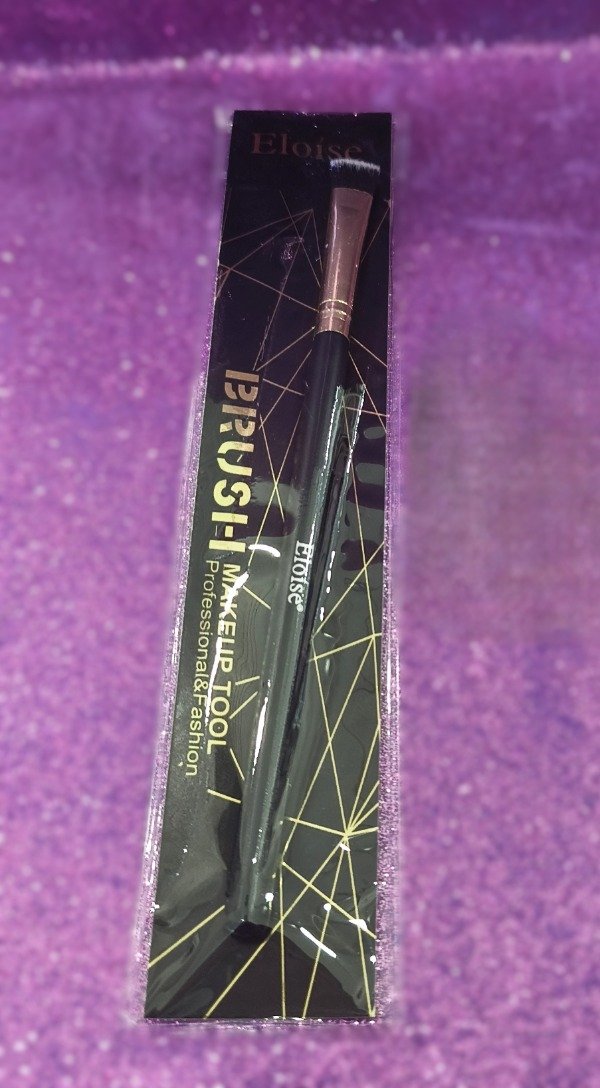 Eloise
BRUSH MAKEUP TOOL
Professional&Fashion
Eloise®